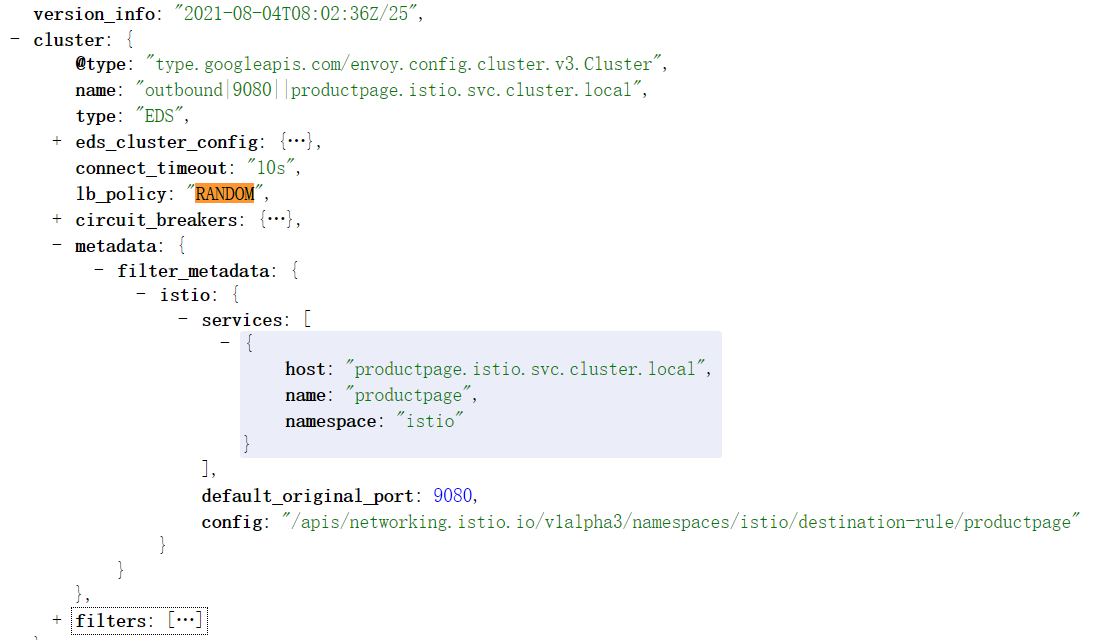 version_info: "2021-08-04T08:02:36Z/25",
- cluster: {
@type: "type.googleapis.com/envoy.config.cluster.v3.Cluster",
name: "outbound|9080||productpage.istio.svc.cluster.local",
type: "EDS",
+ eds_cluster_config: {…},
connect_timeout: "10s",
lb_policy: "RANDOM",
+ circuit_breakers: {…},
- metadata: {
- filter_metadata: {
- istio: {
- services: [
- {
host: "productpage.istio.svc.cluster.local",
name: "productpage",
namespace: "istio"
}
],
default_original_port: 9080,
config: "/apis/networking.istio.io/v1alpha3/namespaces/istio/destination-rule/productpage"
}
}
},
+ filters: […]